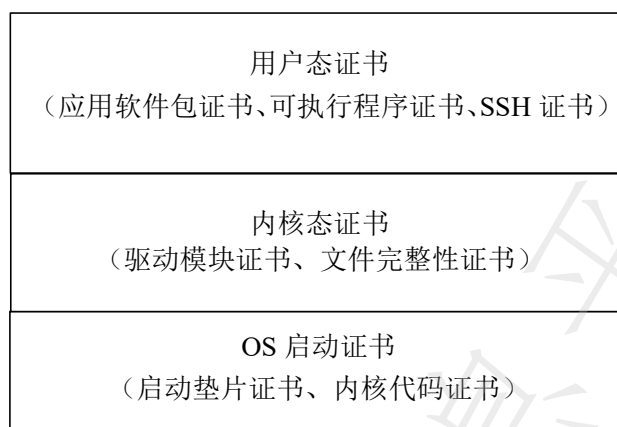 用户态证书
（应用软件包证书、可执行程序证书、SSH 证书）
内核态证书
（驱动模块证书、文件完整性证书）
OS 启动证书
（启动垫片证书、内核代码证书）